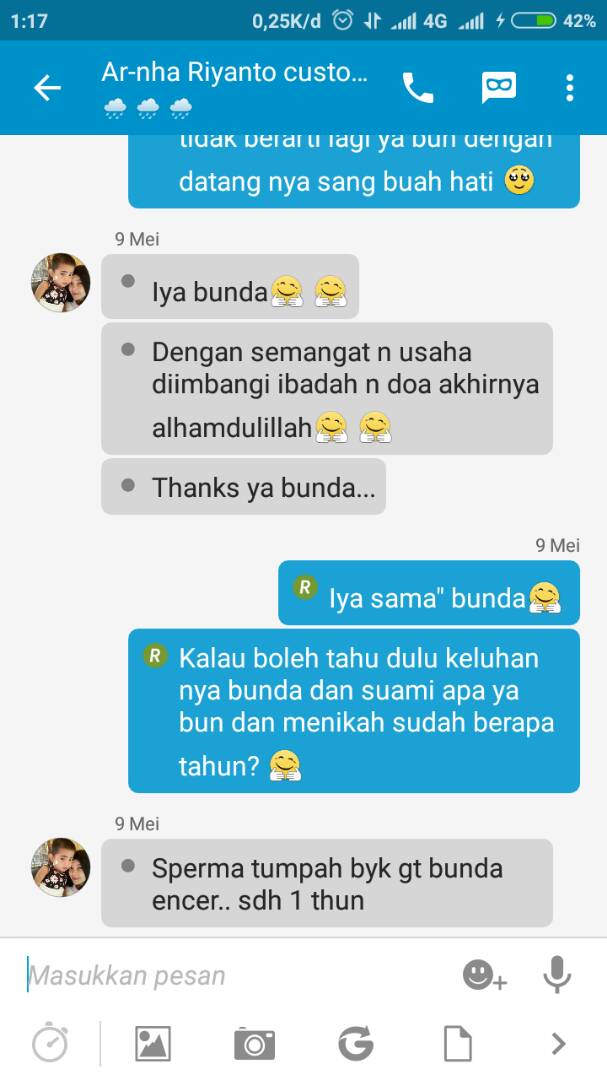 1:17
0,25K/d
4G
42%
Ar-nha Riyanto custo...
tidak berarti lagi ya bun dengan
datang nya sang buah hati
9 Mei
Iya bunda
Dengan semangat n usaha
diimbangi ibadah n doa akhirnya
alhamdulillah
Thanks ya bunda...
9 Mei
R
Iya sama" bunda
R
Kalau boleh tahu dulu keluhan
nya bunda dan suami apa ya
bun dan menikah sudah berapa
tahun?
9 Mei
Sperma tumpah byk gt bunda
encer.. sdh 1 thun
Masukkan pesan